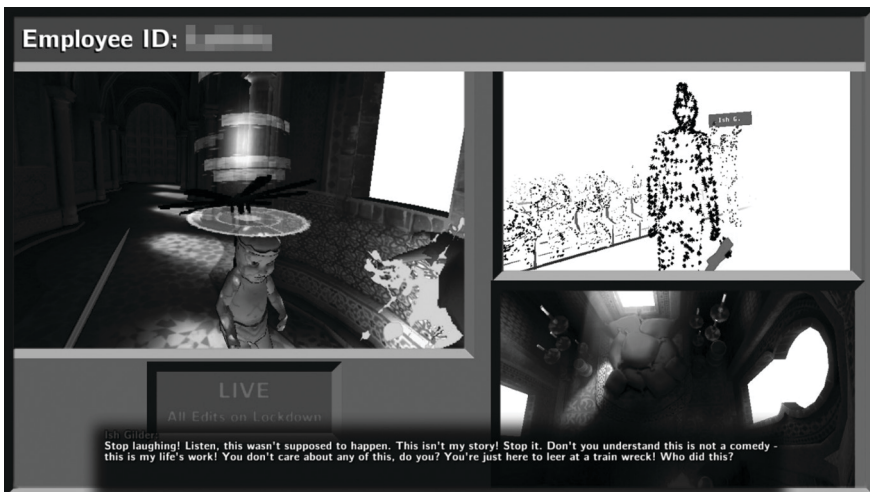 Employee ID:
Ish G.
LIVE
All Edits on Lockdown
Ish Gilder
Stop laughing! Listen, this wasn't supposed to happen. This isn't my story! Stop it. Don't you understand this is not a comedy -
this is my life's work! You don't care about any of this, do you? You're just here to leer at a train wreck! Who did this?